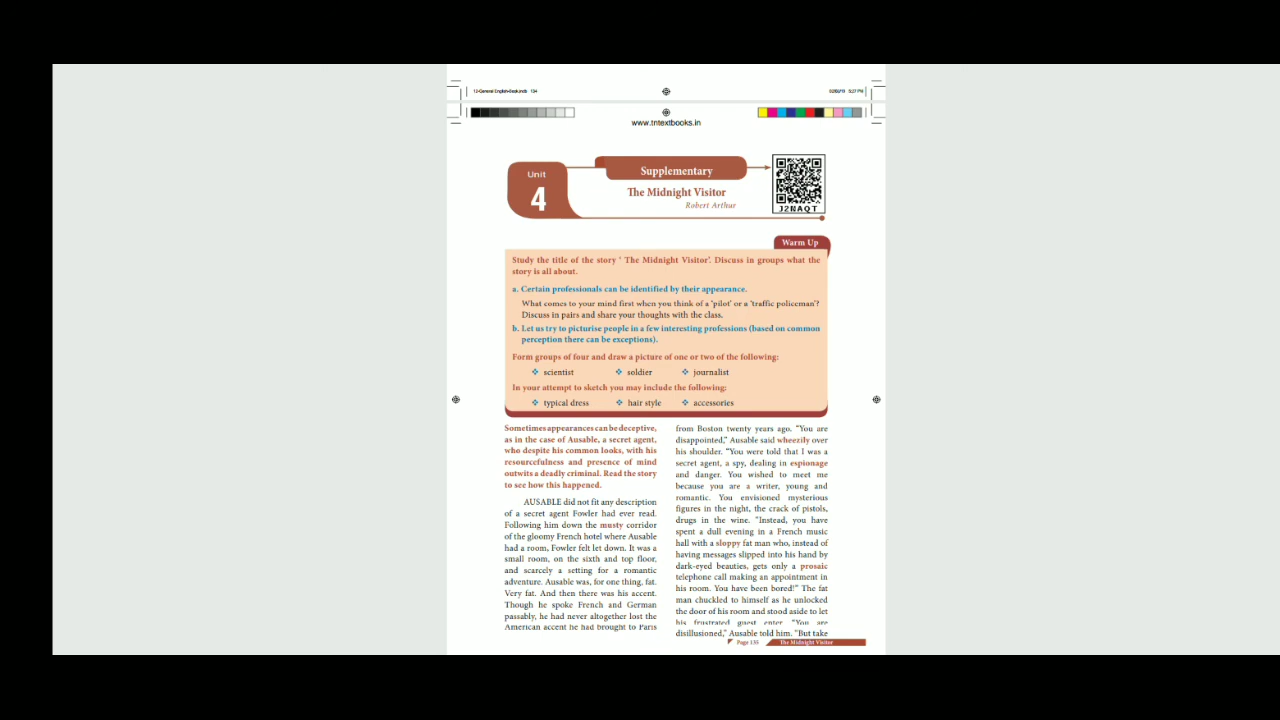 12-General English-Book.indb 134
02/06/19 5:27 PM
www.tntextbooks.in
Unit
4
Supplementary
The Midnight Visitor
Robert Arthur
J2NAQT
Warm Up
Study the title of the story ‘ The Midnight Visitor’. Discuss in groups what the
story is all about.
a. Certain professionals can be identified by their appearance.
What comes to your mind first when you think of a ‘pilot’ or a ‘traffic policeman’?
Discuss in pairs and share your thoughts with the class.
b. Let us try to picturise people in a few interesting professions (based on common
perception there can be exceptions).
Form groups of four and draw a picture of one or two of the following:
❖ scientist ❖ soldier ❖ journalist
In your attempt to sketch you may include the following:
❖ typical dress ❖ hair style ❖ accessories
Sometimes appearances can be deceptive,
as in the case of Ausable, a secret agent,
who despite his common looks, with his
resourcefulness and presence of mind
outwits a deadly criminal. Read the story
to see how this happened.
AUSABLE did not fit any description
of a secret agent Fowler had ever read.
Following him down the musty corridor
of the gloomy French hotel where Ausable
had a room, Fowler felt let down. It was a
small room, on the sixth and top floor,
and scarcely a setting for a romantic
adventure. Ausable was, for one thing, fat.
Very fat. And then there was his accent.
Though he spoke French and German
passably, he had never altogether lost the
American accent he had brought to Paris
from Boston twenty years ago. “You are
disappointed,” Ausable said wheezily over
his shoulder. “You were told that I was a
secret agent, a spy, dealing in espionage
and danger. You wished to meet me
because you are a writer, young and
romantic. You envisioned mysterious
figures in the night, the crack of pistols,
drugs in the wine. “Instead, you have
spent a dull evening in a French music
hall with a sloppy fat man who, instead of
having messages slipped into his hand by
dark-eyed beauties, gets only a prosaic
telephone call making an appointment in
his room. You have been bored!” The fat
man chuckled to himself as he unlocked
the door of his room and stood aside to let
his frustrated guest enter. “You are
disillusioned,” Ausable told him. “But take
Page 135
The Midnight Visitor